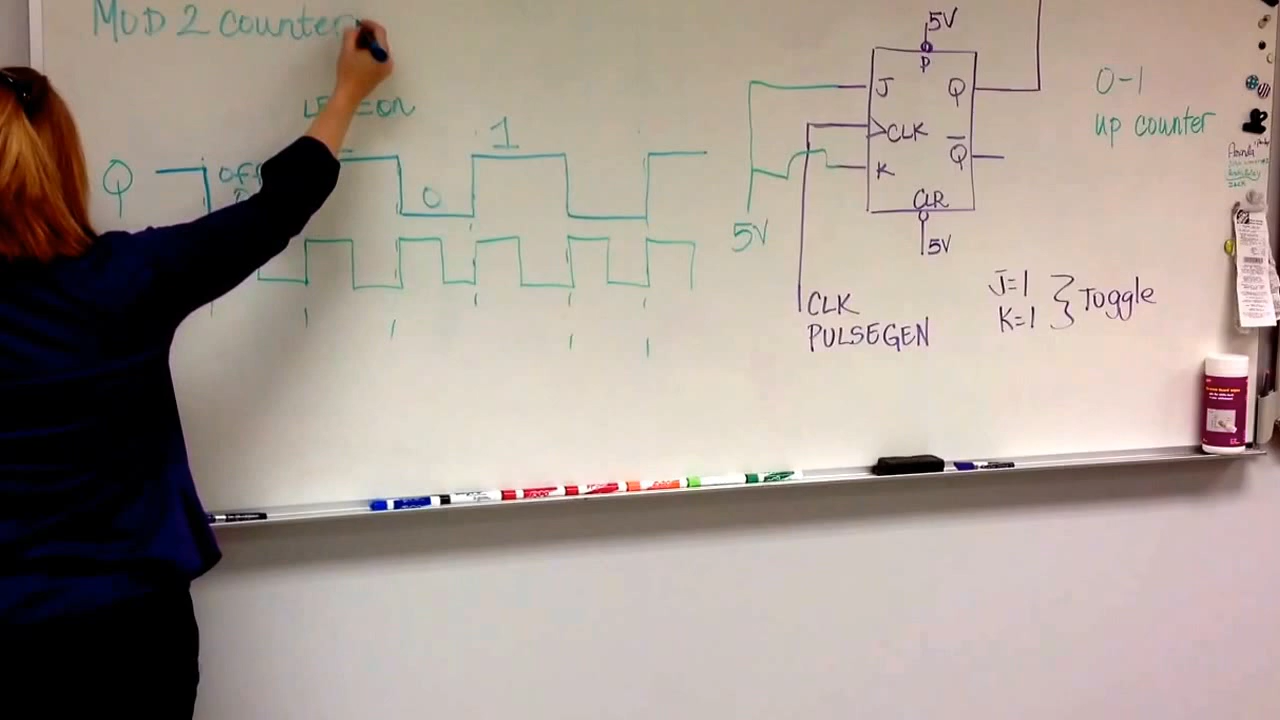 MOD 2 counter
LED=ON
OFF
Q
0
1
5V
P
J Q
CLK
K Q̅
CLR
5V
5V
CLK
PULSEGEN
J=1
K=1 } Toggle
0-1
up counter